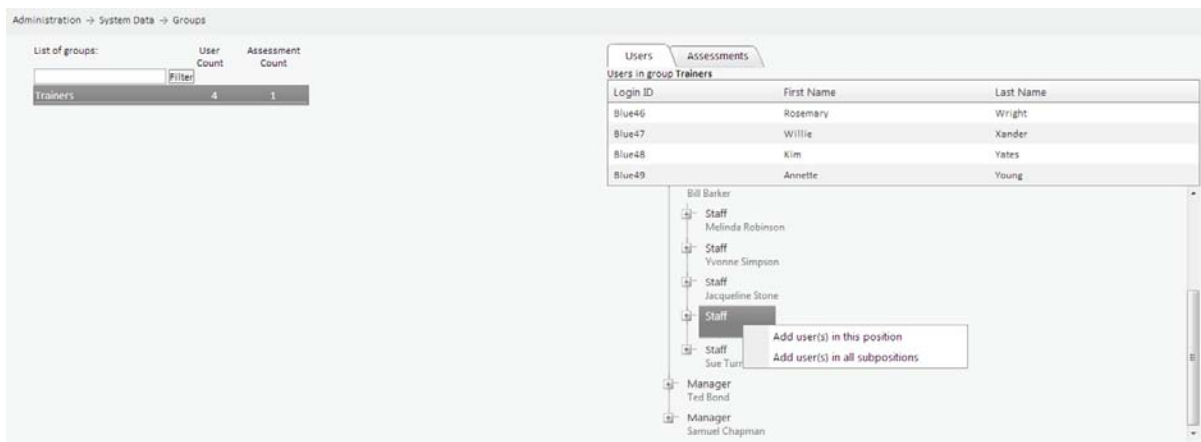 Administration → System Data → Groups
List of groups:
User Count
Assessment Count
Filter
Trainers 4 1
Users
Assessments
Users in group Trainers
Login ID First Name Last Name
Blue46 Rosemary Wright
Blue47 Willie Xander
Blue48 Kim Yates
Blue49 Annette Young
Bill Barker
Staff
Melinda Robinson
Staff
Yvonne Simpson
Staff
Jacqueline Stone
Staff
Add user(s) in this position
Add user(s) in all subpositions
Staff
Sue Turn
Manager
Ted Bond
Manager
Samuel Chapman